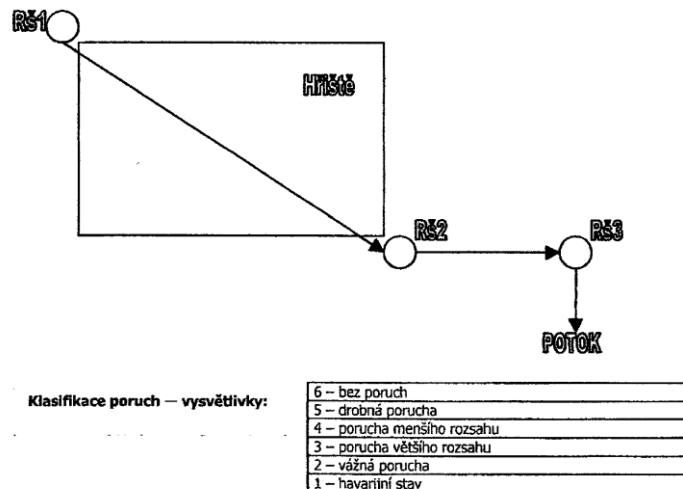 Rš1
Hřiště
Rš2
Rš3
POTOK
Klasifikace poruch — vysvětlivky:
6 – bez poruch
5 – drobná porucha
4 – porucha menšího rozsahu
3 – porucha většího rozsahu
2 – vážná porucha
1 – havarijní stav